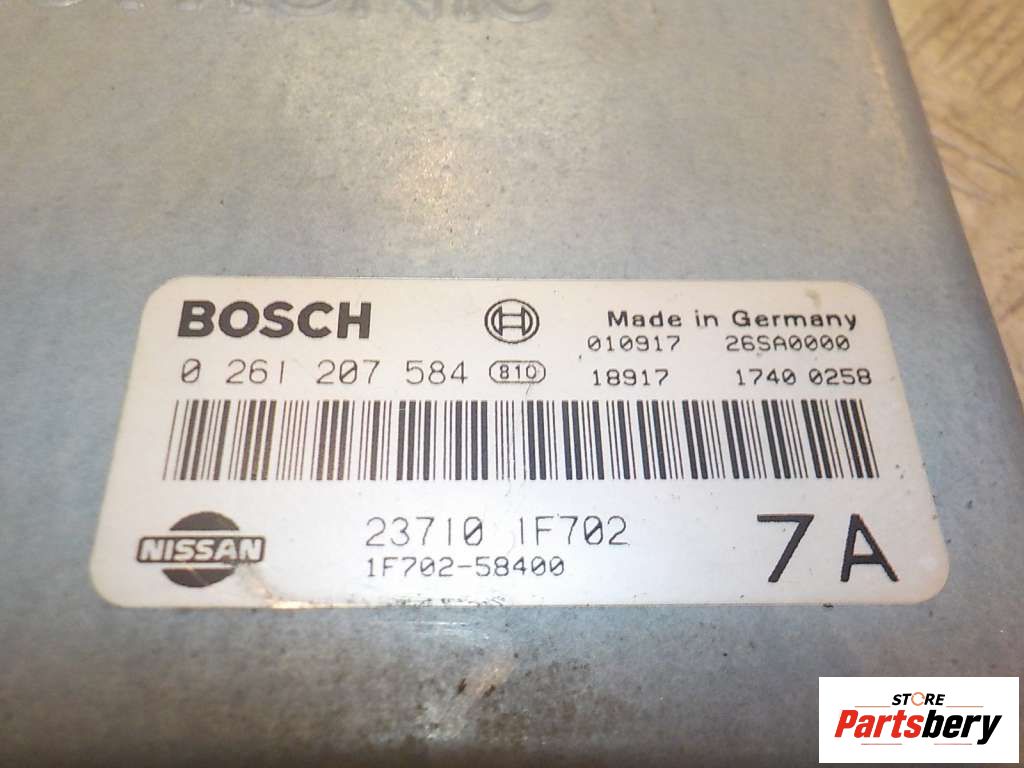 BOSCH Made in Germany
010917 26SA0000
0 261 207 584 810 18917 1740 0258
NISSAN 23710 1F702 7A
1F702-58400
STORE
Partsbery